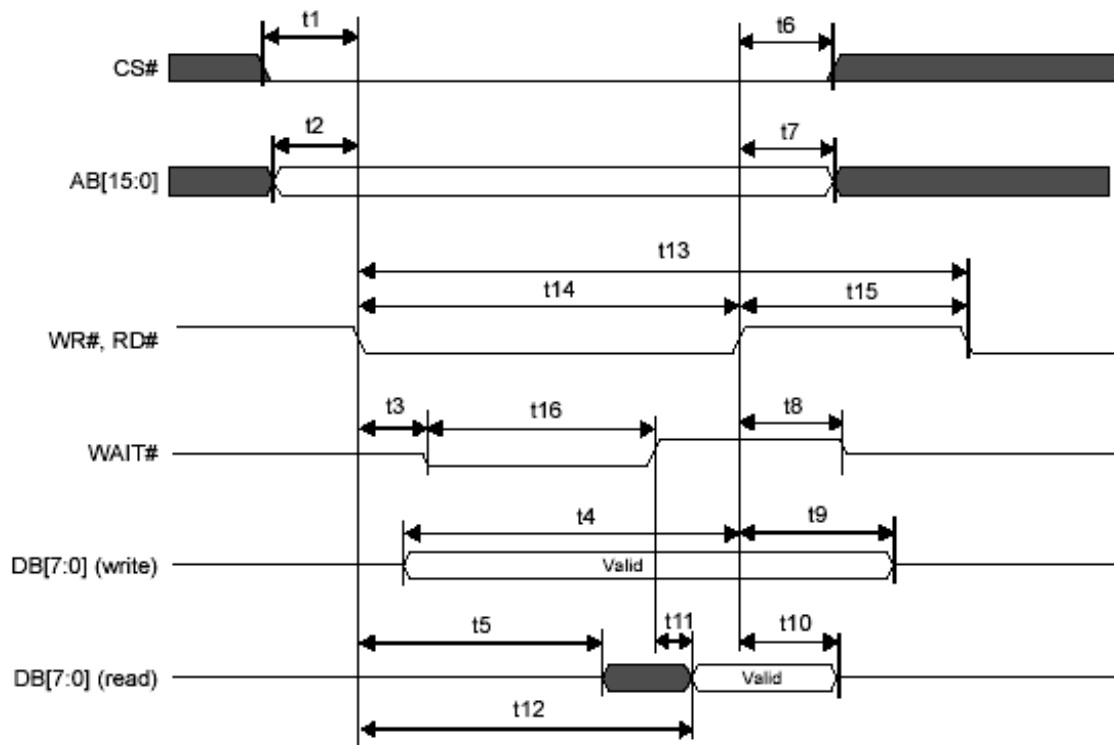 t1 t6
CS#
t2 t7
AB[15:0]
t13
t14 t15
WR#, RD#
t3 t16 t8
WAIT#
t4 t9
DB[7:0] (write) Valid
t5 t11 t10
DB[7:0] (read) Valid
t12